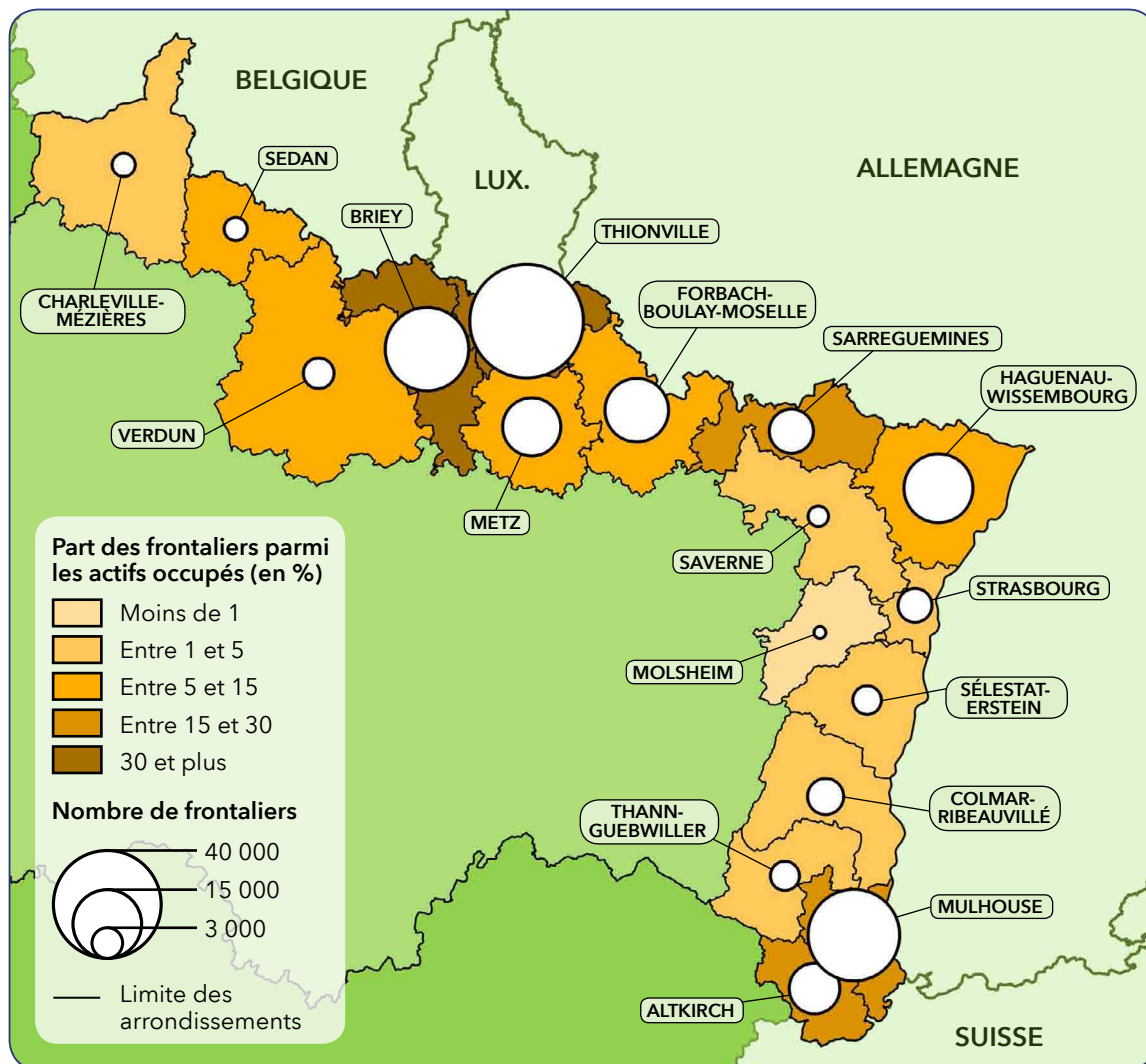 BELGIQUE
LUX.
ALLEMAGNE
SEDAN
BRIEY
THIONVILLE
CHARLEVILLE-
MÉZIÈRES
FORBACH-
BOULAY-MOSELLE
SARREGUEMINES
HAGUENAU-
WISSEMBOURG
VERDUN
METZ
SAVERNE
STRASBOURG
MOLSHEIM
SÉLESTAT-
ERSTEIN
COLMAR-
RIBEAUVILLÉ
THANN-
GUEBWILLER
MULHOUSE
ALTKIRCH
SUISSE
Part des frontaliers parmi
les actifs occupés (en %)
Moins de 1
Entre 1 et 5
Entre 5 et 15
Entre 15 et 30
30 et plus
Nombre de frontaliers
40 000
15 000
3 000
Limite des
arrondissements